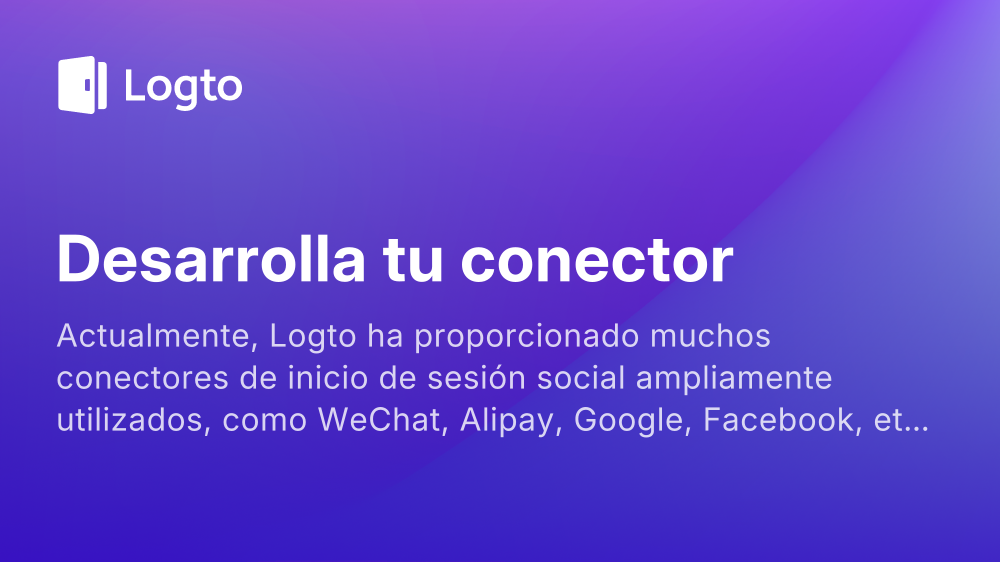 Logto
Desarrolla tu conector
Actualmente, Logto ha proporcionado muchos
conectores de inicio de sesión social ampliamente
utilizados, como WeChat, Alipay, Google, Facebook, et...